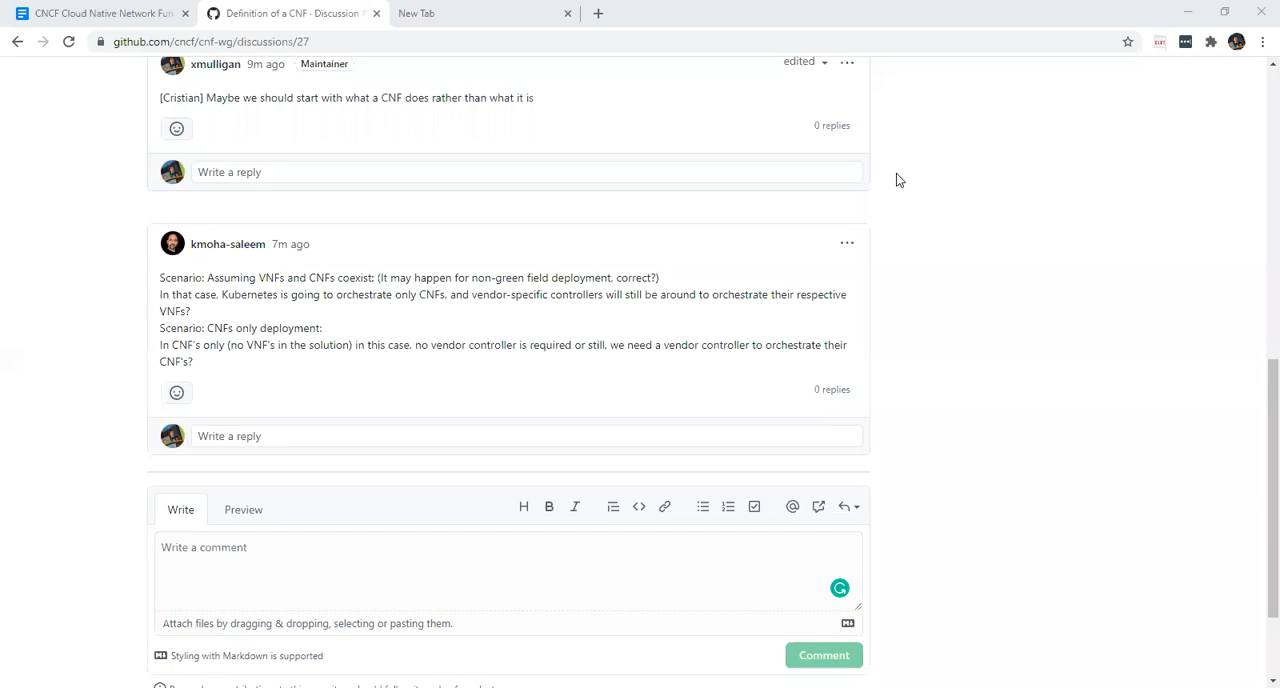 CNCF Cloud Native Network Fun
Definition of a CNF · Discussion
New Tab
github.com/cncf/cnf-wg/discussions/27
xmulligan 9m ago Maintainer edited
[Cristian] Maybe we should start with what a CNF does rather than what it is
0 replies
Write a reply
kmoha-saleem 7m ago
Scenario: Assuming VNFs and CNFs coexist: (It may happen for non-green field deployment, correct?)
In that case, Kubernetes is going to orchestrate only CNFs, and vendor-specific controllers will still be around to orchestrate their respective
VNFs?
Scenario: CNFs only deployment:
In CNF's only (no VNF's in the solution) in this case, no vendor controller is required or still, we need a vendor controller to orchestrate their
CNF's?
0 replies
Write a reply
Write Preview
Write a comment
Attach files by dragging & dropping, selecting or pasting them.
Styling with Markdown is supported
Comment